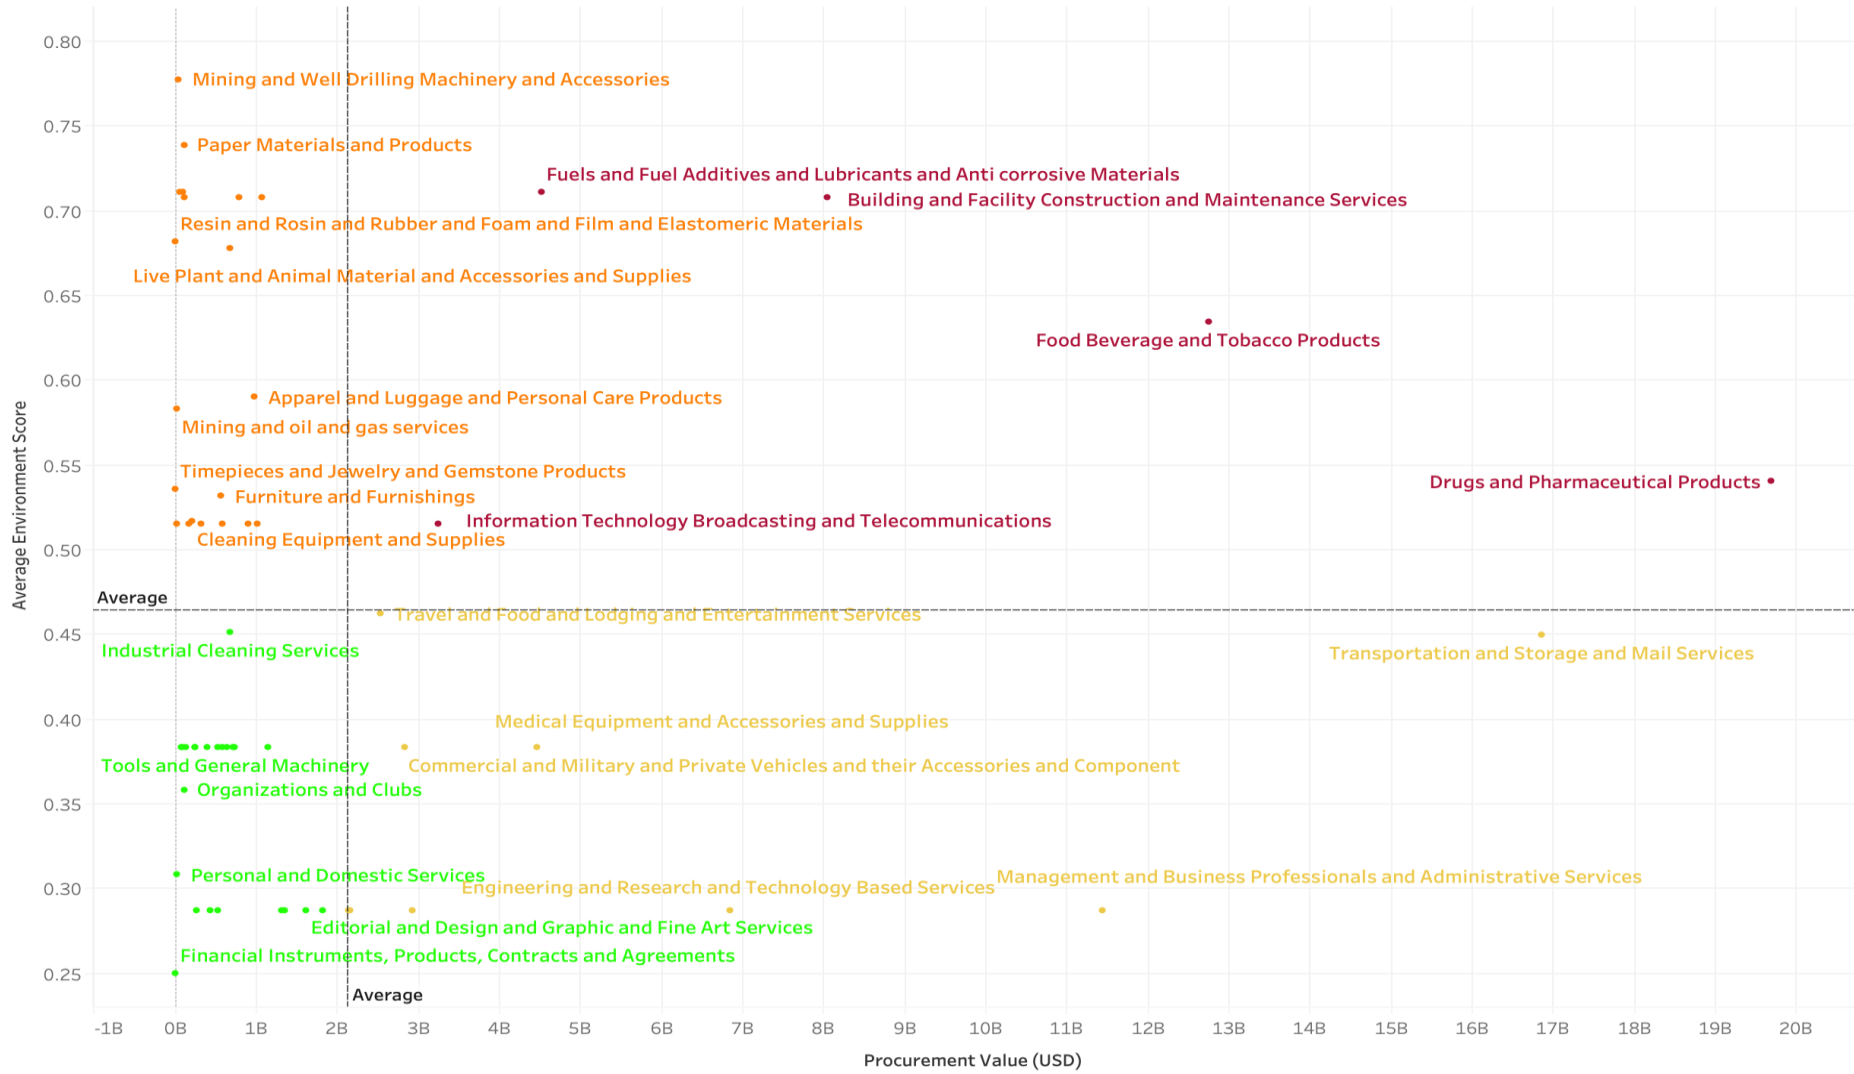 0.80
Mining and Well Drilling Machinery and Accessories
0.75
Paper Materials and Products
Fuels and Fuel Additives and Lubricants and Anti corrosive Materials
Building and Facility Construction and Maintenance Services
0.70
Resin and Rosin and Rubber and Foam and Film and Elastomeric Materials
Live Plant and Animal Material and Accessories and Supplies
0.65
Food Beverage and Tobacco Products
0.60
Apparel and Luggage and Personal Care Products
Mining and oil and gas services
0.55
Timepieces and Jewelry and Gemstone Products
Drugs and Pharmaceutical Products
Furniture and Furnishings
Information Technology Broadcasting and Telecommunications
Cleaning Equipment and Supplies
0.50
Average Environment Score
Average
Travel and Food and Lodging and Entertainment Services
0.45
Industrial Cleaning Services
Transportation and Storage and Mail Services
0.40
Medical Equipment and Accessories and Supplies
Tools and General Machinery
Commercial and Military and Private Vehicles and their Accessories and Component
Organizations and Clubs
0.35
Personal and Domestic Services
Management and Business Professionals and Administrative Services
Engineering and Research and Technology Based Services
0.30
Editorial and Design and Graphic and Fine Art Services
Financial Instruments, Products, Contracts and Agreements
0.25
Average
-1B 0B 1B 2B 3B 4B 5B 6B 7B 8B 9B 10B 11B 12B 13B 14B 15B 16B 17B 18B 19B 20B
Procurement Value (USD)